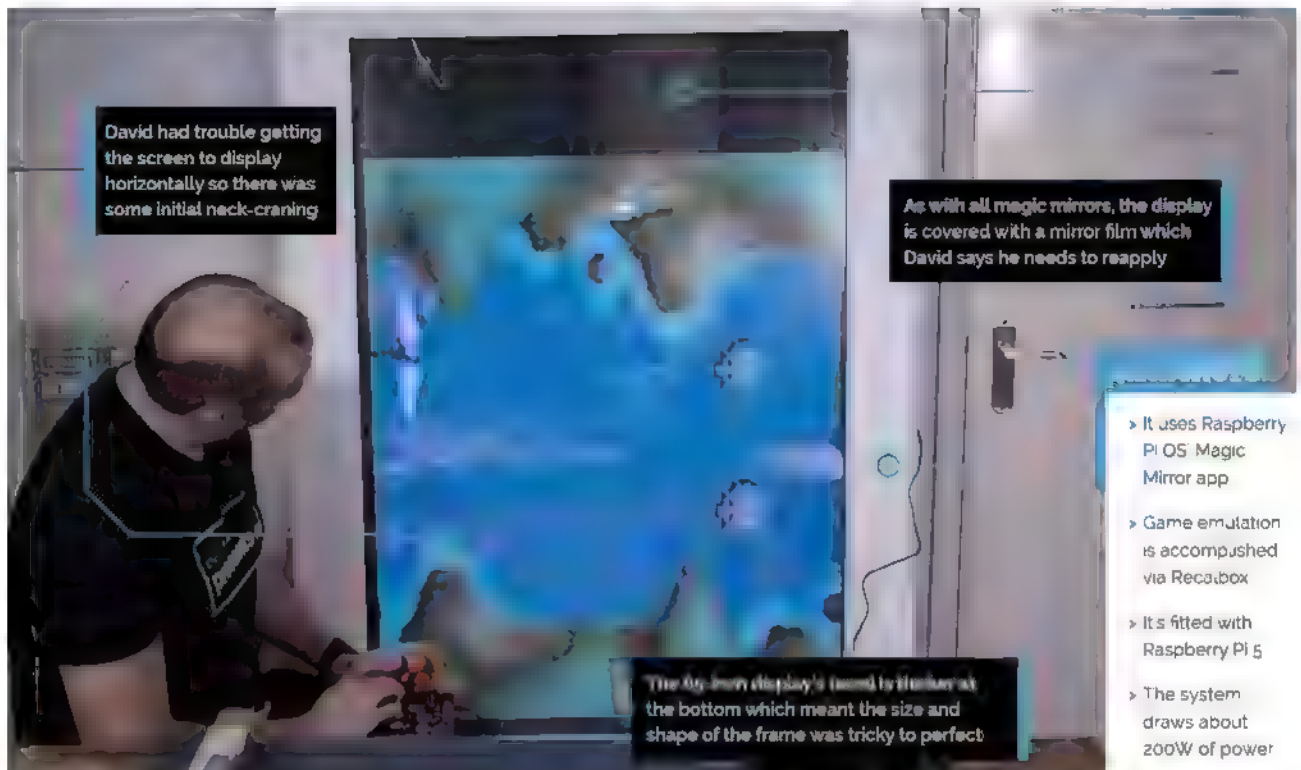 David had trouble getting
the screen to display
horizontally so there was
some initial neck-craning
As with all magic mirrors, the display
is covered with a mirror film which
David says he needs to reapply
The display's is at
the bottom which meant the size and
shape of the frame was tricky to perfect
> It uses Raspberry
Pi OS' Magic
Mirror app
> Game emulation
is accomplished
via Recalbox
> It's fitted with
Raspberry Pi 5
> The system
draws about
200W of power